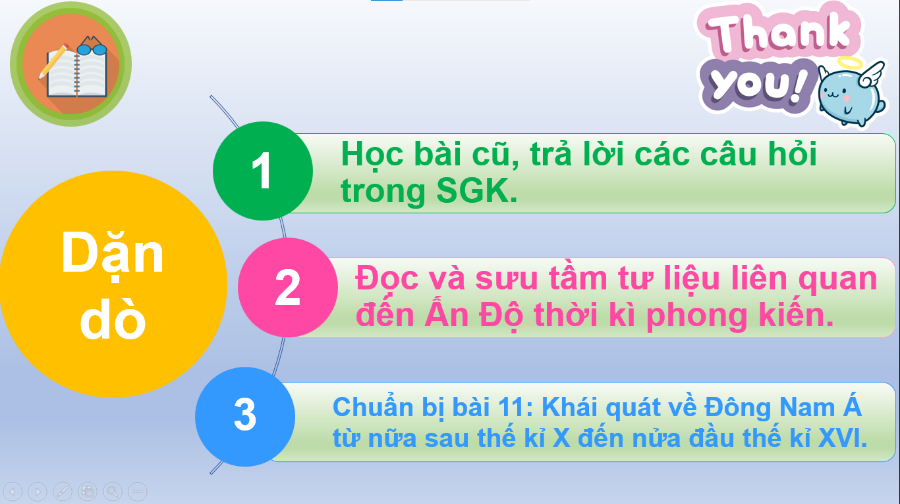 Thank
you!
Dặn
dò
1
Học bài cũ, trả lời các câu hỏi
trong SGK.
2
Đọc và sưu tầm tư liệu liên quan
đến Ấn Độ thời kì phong kiến.
3
Chuẩn bị bài 11: Khái quát về Đông Nam Á
từ nữa sau thế kỉ X đến nửa đầu thế kỉ XVI.